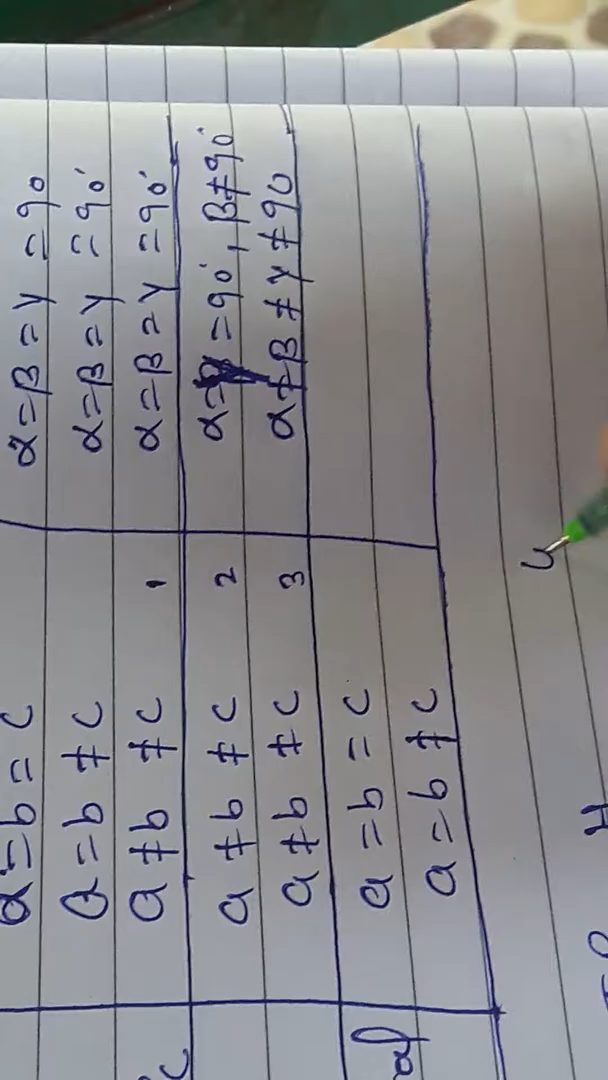 a = b = c α = β = γ = 90
a = b ≠ c α = β = γ = 90°
a ≠ b ≠ c 1 α = β = γ = 90°
a ≠ b ≠ c 2 = 90°, β ≠ 90°
a ≠ b ≠ c 3 α ≠ β ≠ γ ≠ 90
a = b = c
a = b ≠ c